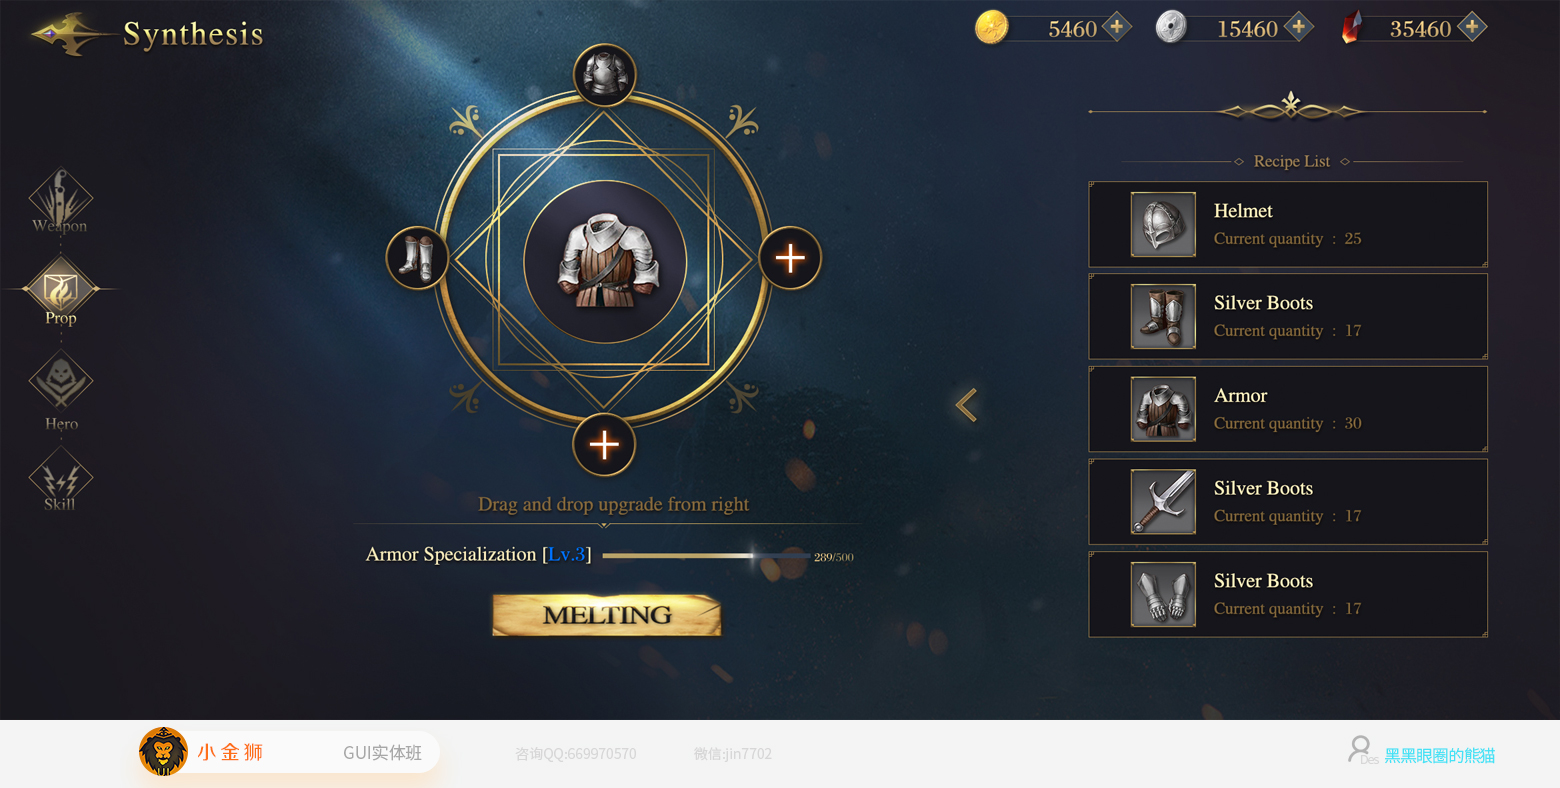 Synthesis
5460
15460
35460
Recipe List
Weapon
Prop
Hero
Skill
Helmet
Current quantity : 25
Silver Boots
Current quantity : 17
Armor
Current quantity : 30
Silver Boots
Current quantity : 17
Silver Boots
Current quantity : 17
Drag and drop upgrade from right
Armor Specialization [Lv.3] 289/500
MELTING
小金狮
GUI实体班
咨询QQ:669970570
微信:jin7702
Des
黑黑眼圈的熊猫